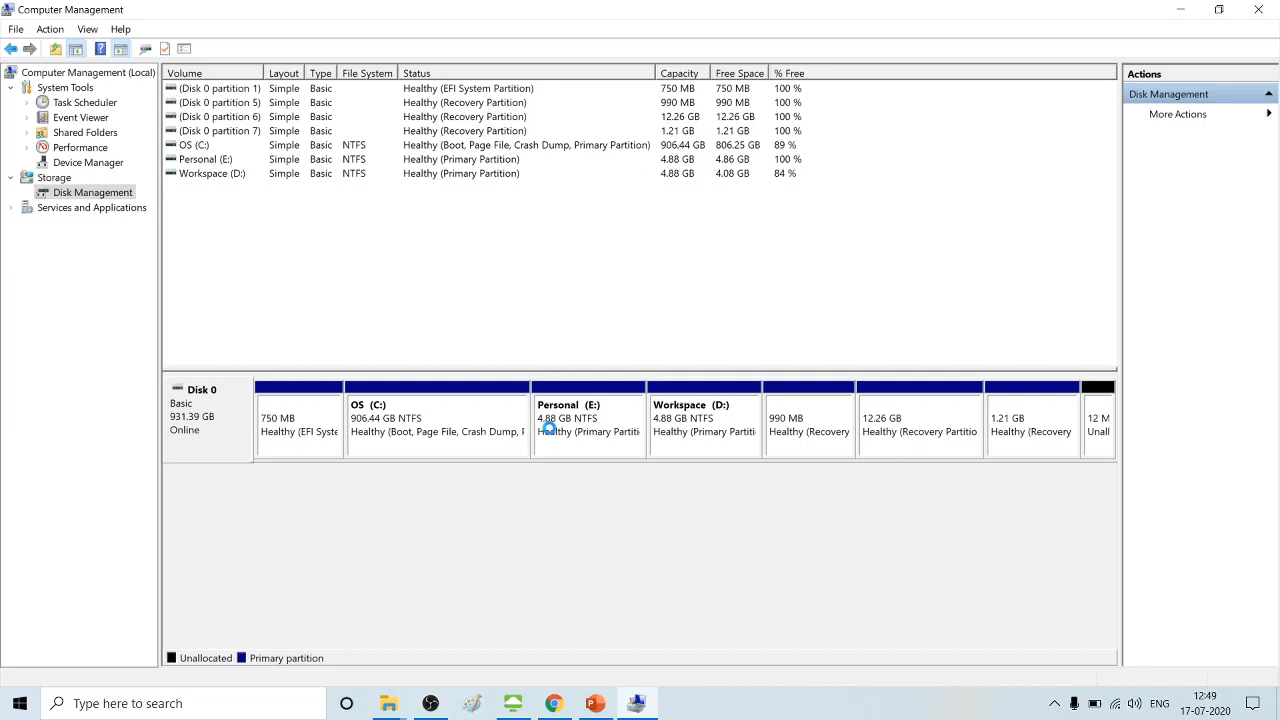 Computer Management
File Action View Help
Computer Management (Local)
System Tools
Task Scheduler
Event Viewer
Shared Folders
Performance
Device Manager
Storage
Disk Management
Services and Applications
Volume Layout Type File System Status Capacity Free Space % Free
(Disk 0 partition 1) Simple Basic Healthy (EFI System Partition) 750 MB 750 MB 100 %
(Disk 0 partition 5) Simple Basic Healthy (Recovery Partition) 990 MB 990 MB 100 %
(Disk 0 partition 6) Simple Basic Healthy (Recovery Partition) 12.26 GB 12.26 GB 100 %
(Disk 0 partition 7) Simple Basic Healthy (Recovery Partition) 1.21 GB 1.21 GB 100 %
OS (C:) Simple Basic NTFS Healthy (Boot, Page File, Crash Dump, Primary Partition) 906.44 GB 806.25 GB 89 %
Personal (E:) Simple Basic NTFS Healthy (Primary Partition) 4.88 GB 4.86 GB 100 %
Workspace (D:) Simple Basic NTFS Healthy (Primary Partition) 4.88 GB 4.08 GB 84 %
Actions
Disk Management
More Actions
Disk 0
Basic
931.39 GB
Online
750 MB
Healthy (EFI Syste
OS (C:)
906.44 GB NTFS
Healthy (Boot, Page File, Crash Dump, F
Personal (E:)
4.88 GB NTFS
Healthy (Primary Partiti
Workspace (D:)
4.88 GB NTFS
Healthy (Primary Partiti
990 MB
Healthy (Recovery
12.26 GB
Healthy (Recovery Partitio
1.21 GB
Healthy (Recovery
12 M
Unall
Unallocated Primary partition
Type here to search
ENG
12:49
17-07-2020